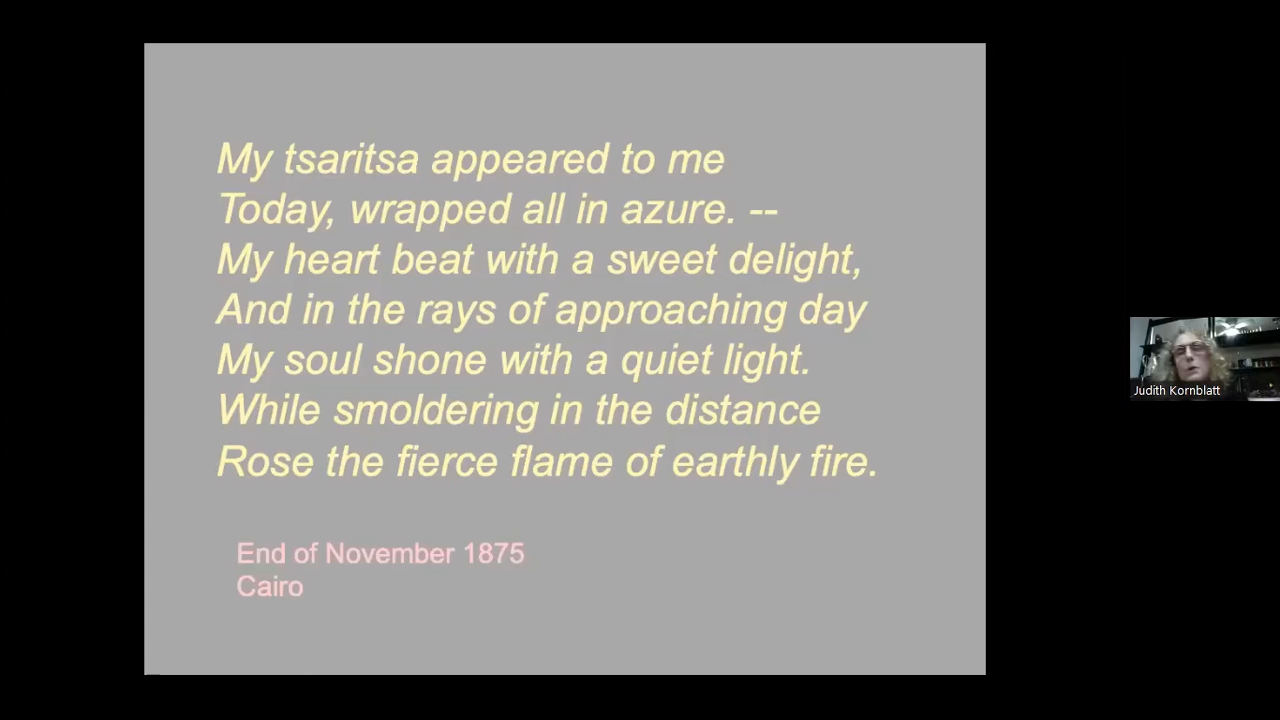 My tsaritsa appeared to me
Today, wrapped all in azure. --
My heart beat with a sweet delight,
And in the rays of approaching day
My soul shone with a quiet light.
While smoldering in the distance
Rose the fierce flame of earthly fire.
End of November 1875
Cairo
Judith Kornblatt